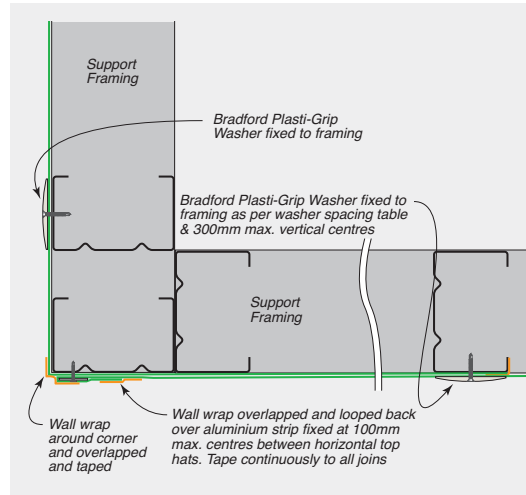 Support
Framing
Bradford Plasti-Grip
Washer fixed to framing
Bradford Plasti-Grip Washer fixed to
framing as per washer spacing table
& 300mm max. vertical centres
Support
Framing
Wall wrap
around corner
and overlapped
and taped
Wall wrap overlapped and looped back
over aluminium strip fixed at 100mm
max. centres between horizontal top
hats. Tape continuously to all joins